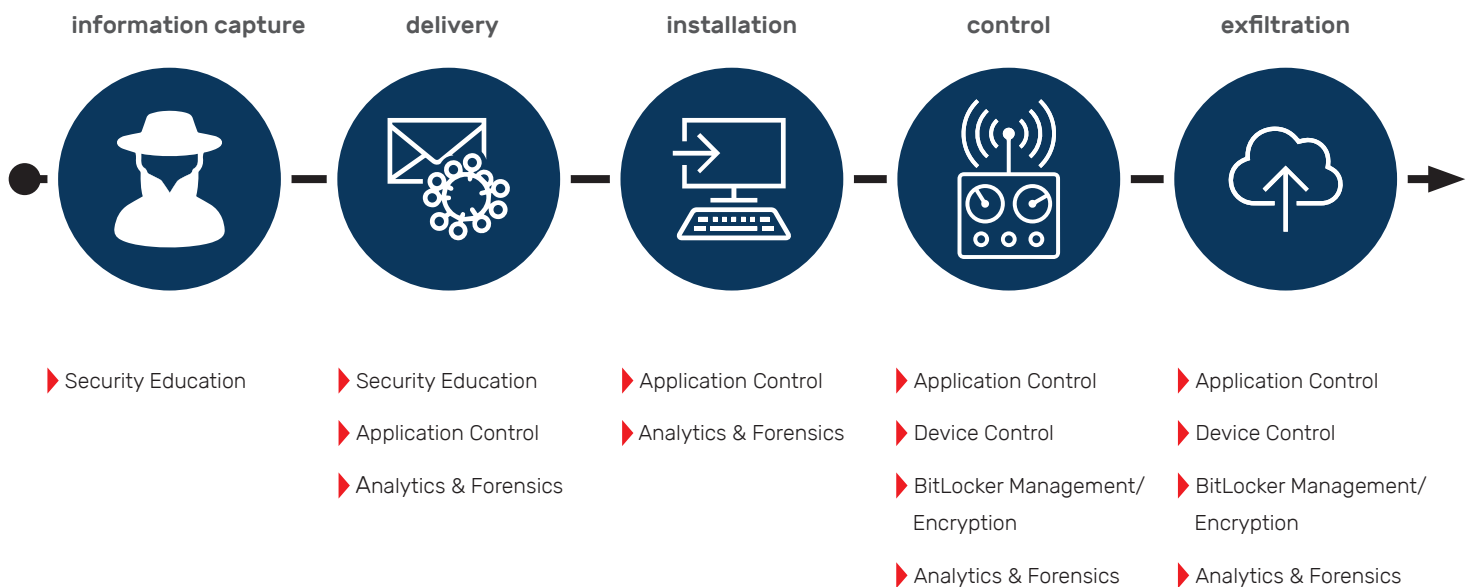 information capture
delivery
installation
control
exfiltration
Security Education
Security Education
Application Control
Analytics & Forensics
Application Control
Analytics & Forensics
Application Control
Device Control
BitLocker Management/
Encryption
Analytics & Forensics
Application Control
Device Control
BitLocker Management/
Encryption
Analytics & Forensics